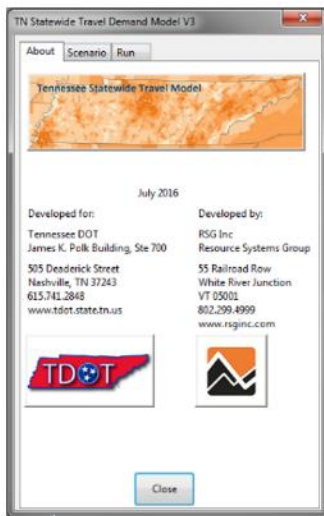 TN Statewide Travel Demand Model V3
About Scenario Run
Tennessee Statewide Travel Model
July 2016
Developed for:
Tennessee DOT
James K. Polk Building, Ste 700
505 Deaderick Street
Nashville, TN 37243
615.741.2848
www.tdot.state.tn.us
Developed by:
RSG Inc
Resource Systems Group
55 Railroad Row
White River Junction
VT 05001
802.299.4999
www.rsginc.com
TDOT
Close